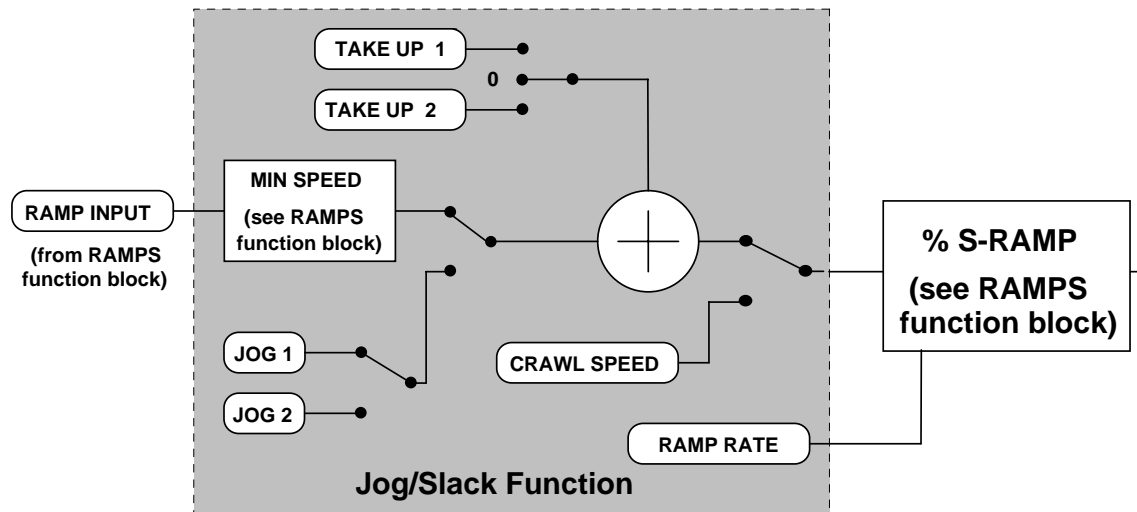 TAKE UP 1
0
TAKE UP 2
MIN SPEED
(see RAMPS
function block)
RAMP INPUT
(from RAMPS
function block)
% S-RAMP
(see RAMPS
function block)
JOG 1
CRAWL SPEED
JOG 2
RAMP RATE
Jog/Slack Function